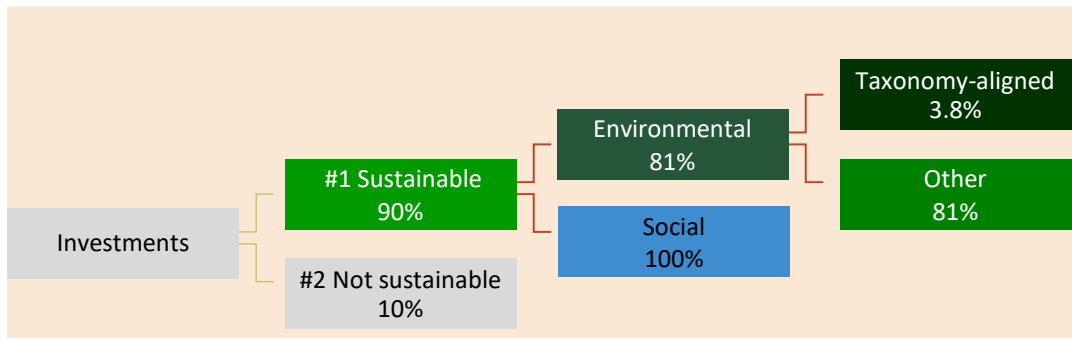 Investments
#1 Sustainable
90%
#2 Not sustainable
10%
Environmental
81%
Social
100%
Taxonomy-aligned
3.8%
Other
81%